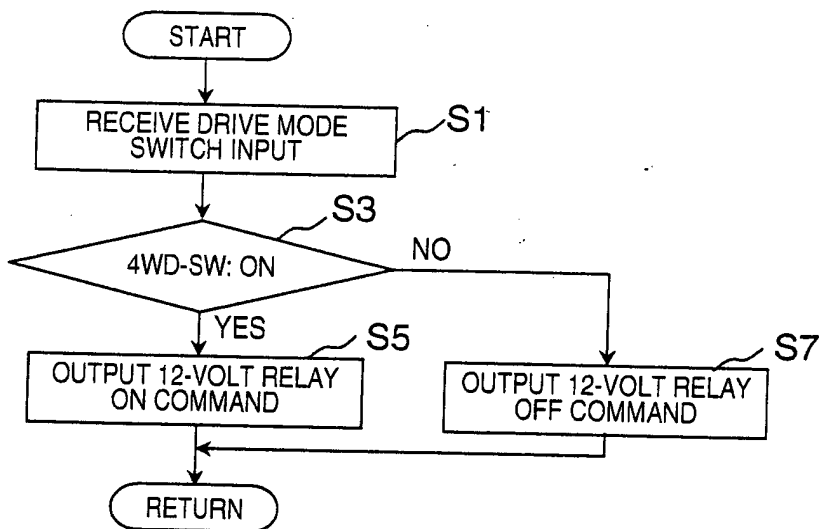 START
RECEIVE DRIVE MODE
SWITCH INPUT
S1
S3
4WD-SW: ON
NO
YES
S5
OUTPUT 12-VOLT RELAY
ON COMMAND
S7
OUTPUT 12-VOLT RELAY
OFF COMMAND
RETURN